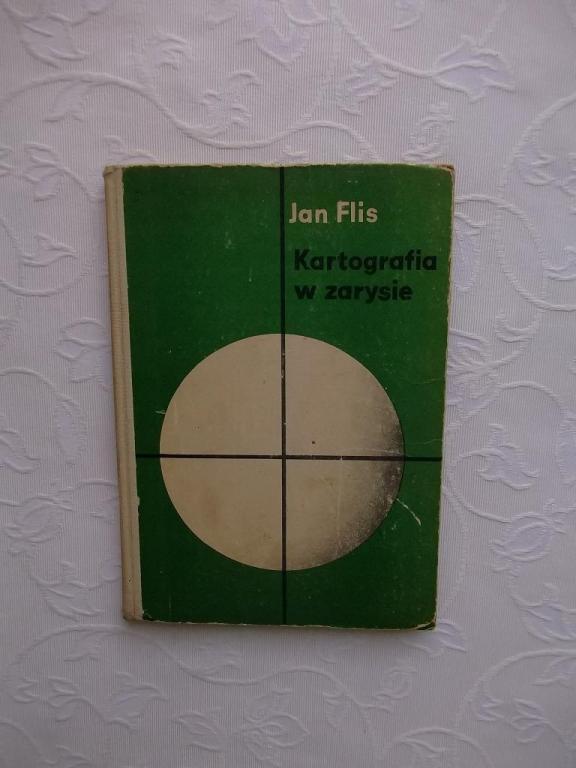 Jan Flis
Kartografia
w zarysie